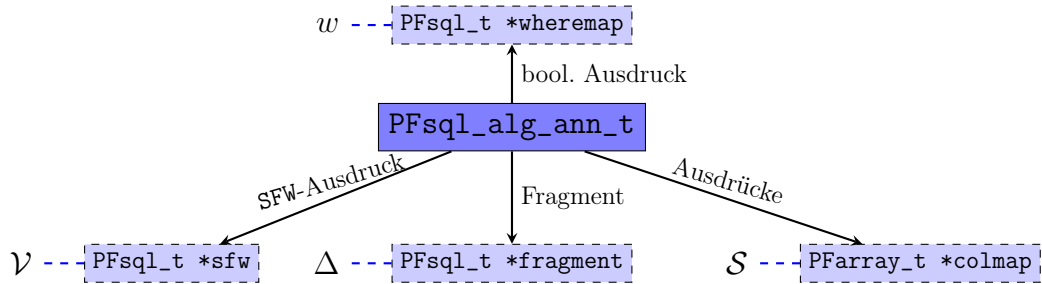 w PFsql_t *wheremap
bool. Ausdruck
PFsql_alg_ann_t
SFW-Ausdruck
Fragment
Ausdrücke
𝒱 PFsql_t *sfw
Δ PFsql_t *fragment
𝒮 PFarray_t *colmap